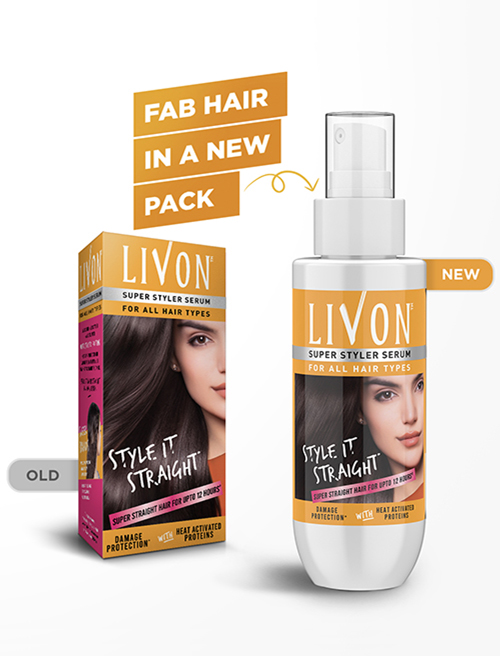 FAB HAIR
IN A NEW
PACK
LIVON
SUPER STYLER SERUM
FOR ALL HAIR TYPES
STYLE IT
STRAIGHT*
SUPER STRAIGHT HAIR FOR UPTO 12 HOURS*
DAMAGE
PROTECTION**
WITH
HEAT ACTIVATED
PROTEINS
OLD
NEW
LIVON
SUPER STYLER SERUM
FOR ALL HAIR TYPES
STYLE IT
STRAIGHT*
SUPER STRAIGHT HAIR FOR UPTO 12 HOURS*
DAMAGE
PROTECTION**
WITH
HEAT ACTIVATED
PROTEINS